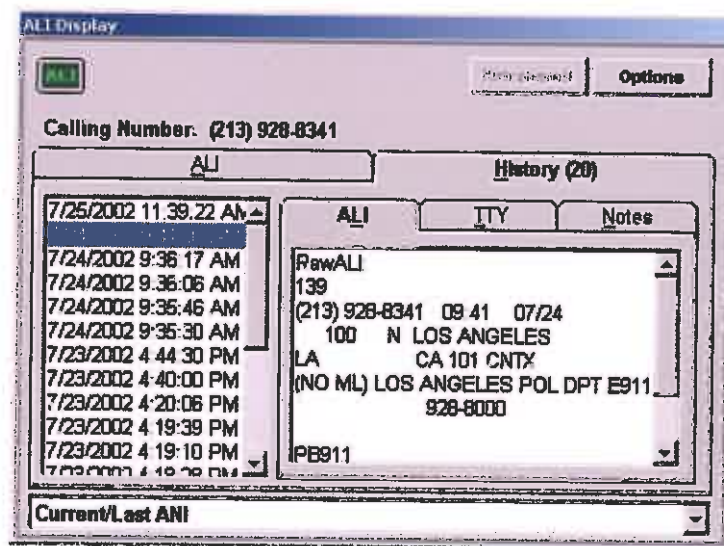 ALI Display
ALI
Options
Calling Number: (213) 928-8341
ALI
History (20)
7/25/2002 11:39:22 AM
7/24/2002 9:36:17 AM
7/24/2002 9:36:06 AM
7/24/2002 9:35:46 AM
7/24/2002 9:35:30 AM
7/23/2002 4:44:30 PM
7/23/2002 4:40:00 PM
7/23/2002 4:20:06 PM
7/23/2002 4:19:39 PM
7/23/2002 4:19:10 PM
ALI
TTY
Notes
RawALI
139
(213) 928-8341 09:41 07/24
100 N LOS ANGELES
LA CA 101 CNTX
(NO ML) LOS ANGELES POL DPT E911
928-8000
PB911
Current/Last ANI